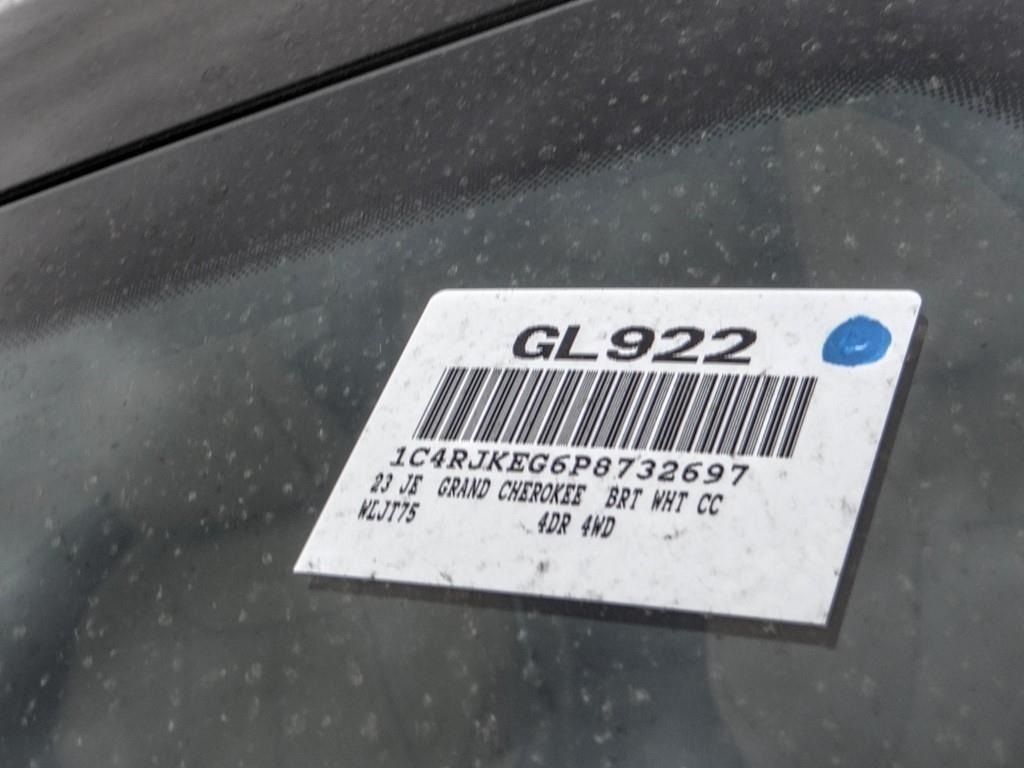 GL922
1C4RJKEG6P8732697
23 JE GRAND CHEROKEE BRT WHT CC
WLJT75 4DR 4WD